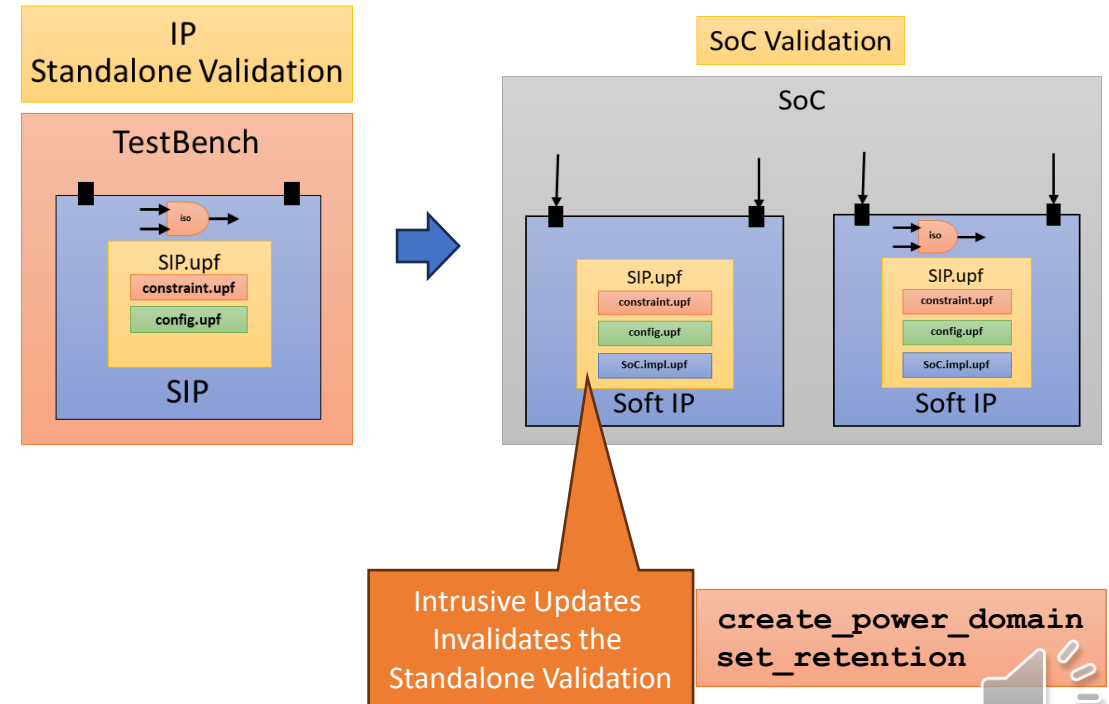 IP
Standalone Validation
TestBench
iso
SIP.upf
constraint.upf
config.upf
SIP
SoC Validation
SoC
SIP.upf
constraint.upf
config.upf
SoC.impl.upf
Soft IP
iso
SIP.upf
constraint.upf
config.upf
SoC.impl.upf
Soft IP
Intrusive Updates
Invalidates the
Standalone Validation
create_power_domain
set_retention